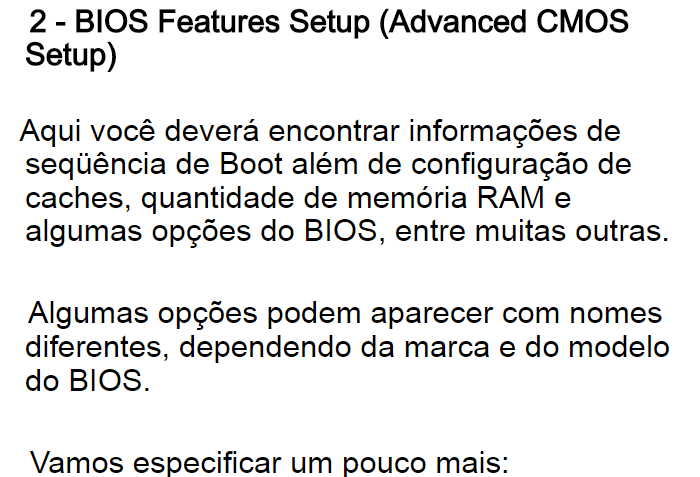 2 - BIOS Features Setup (Advanced CMOS
Setup)
Aqui você deverá encontrar informações de
seqüência de Boot além de configuração de
caches, quantidade de memória RAM e
algumas opções do BIOS, entre muitas outras.
Algumas opções podem aparecer com nomes
diferentes, dependendo da marca e do modelo
do BIOS.
Vamos especificar um pouco mais: